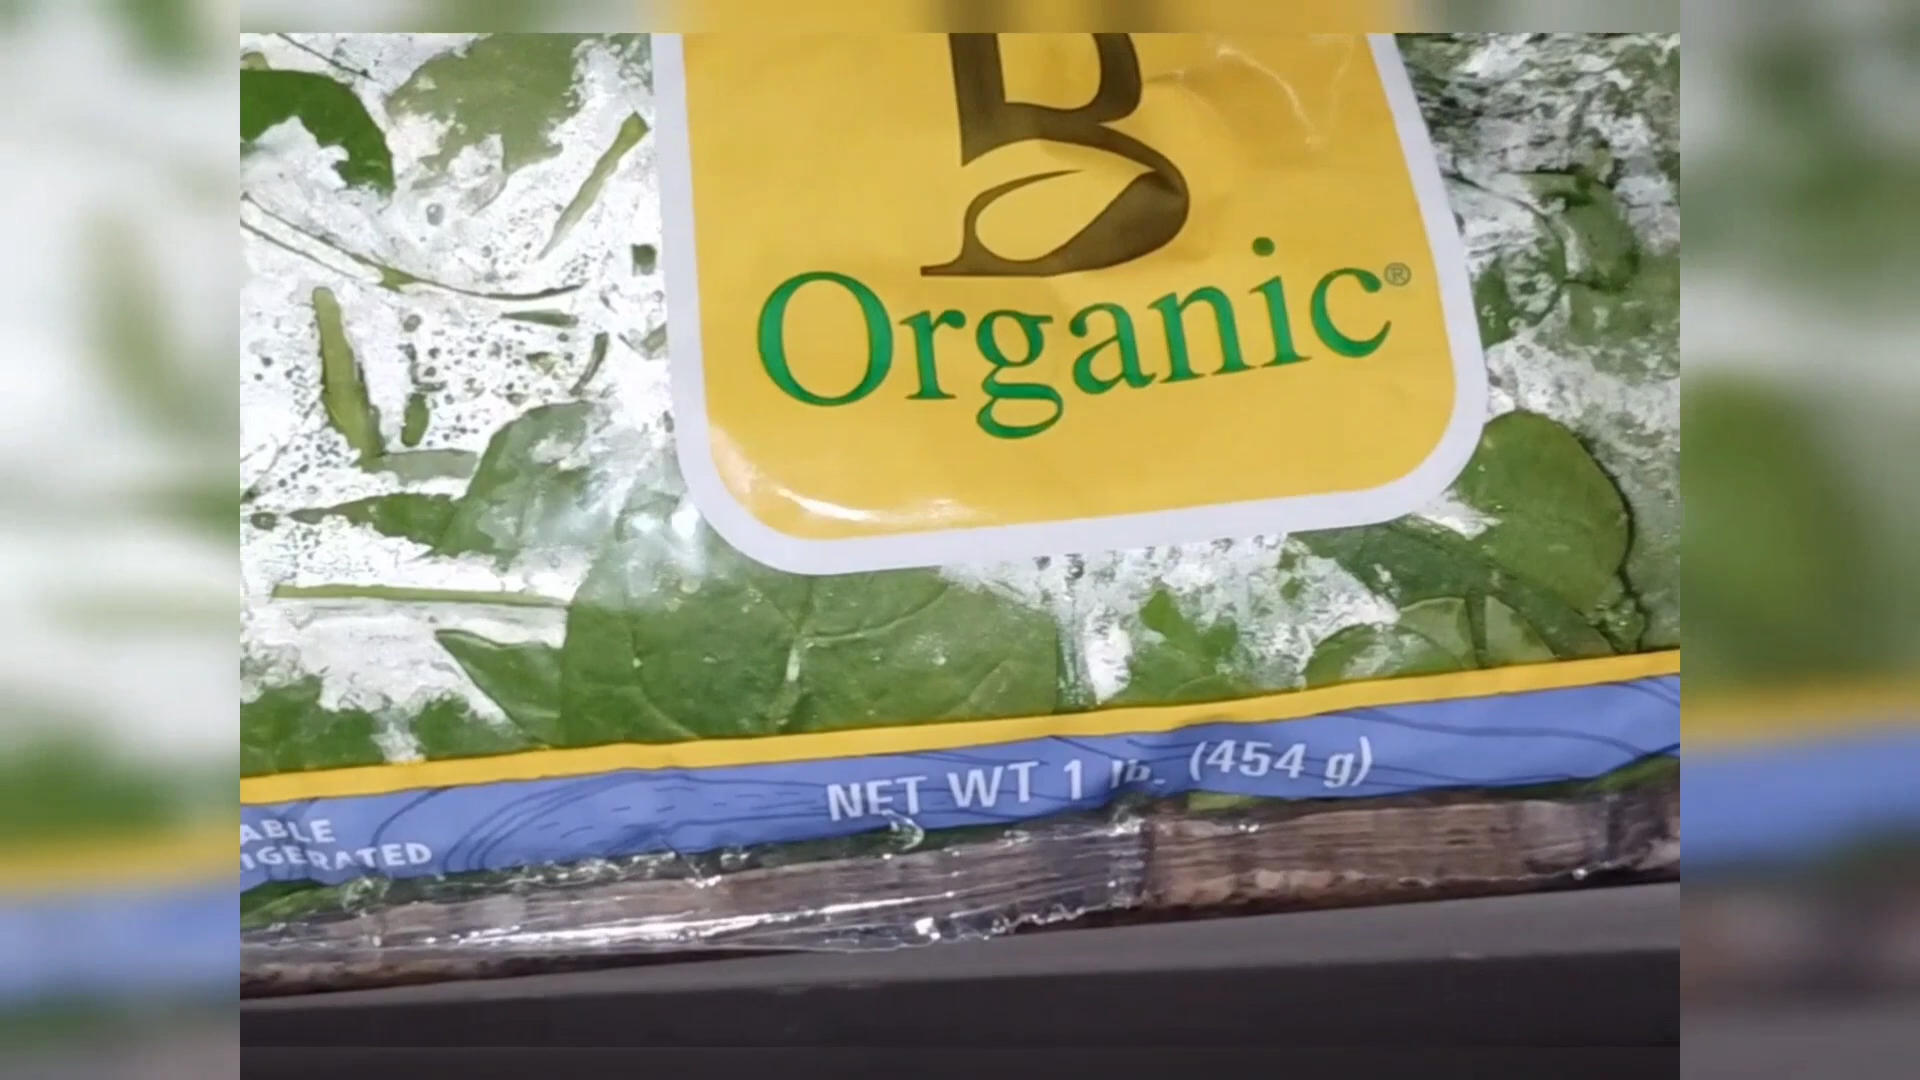 B
Organic®
NET WT 1 lb. (454 g)
ABLE
IGERATED